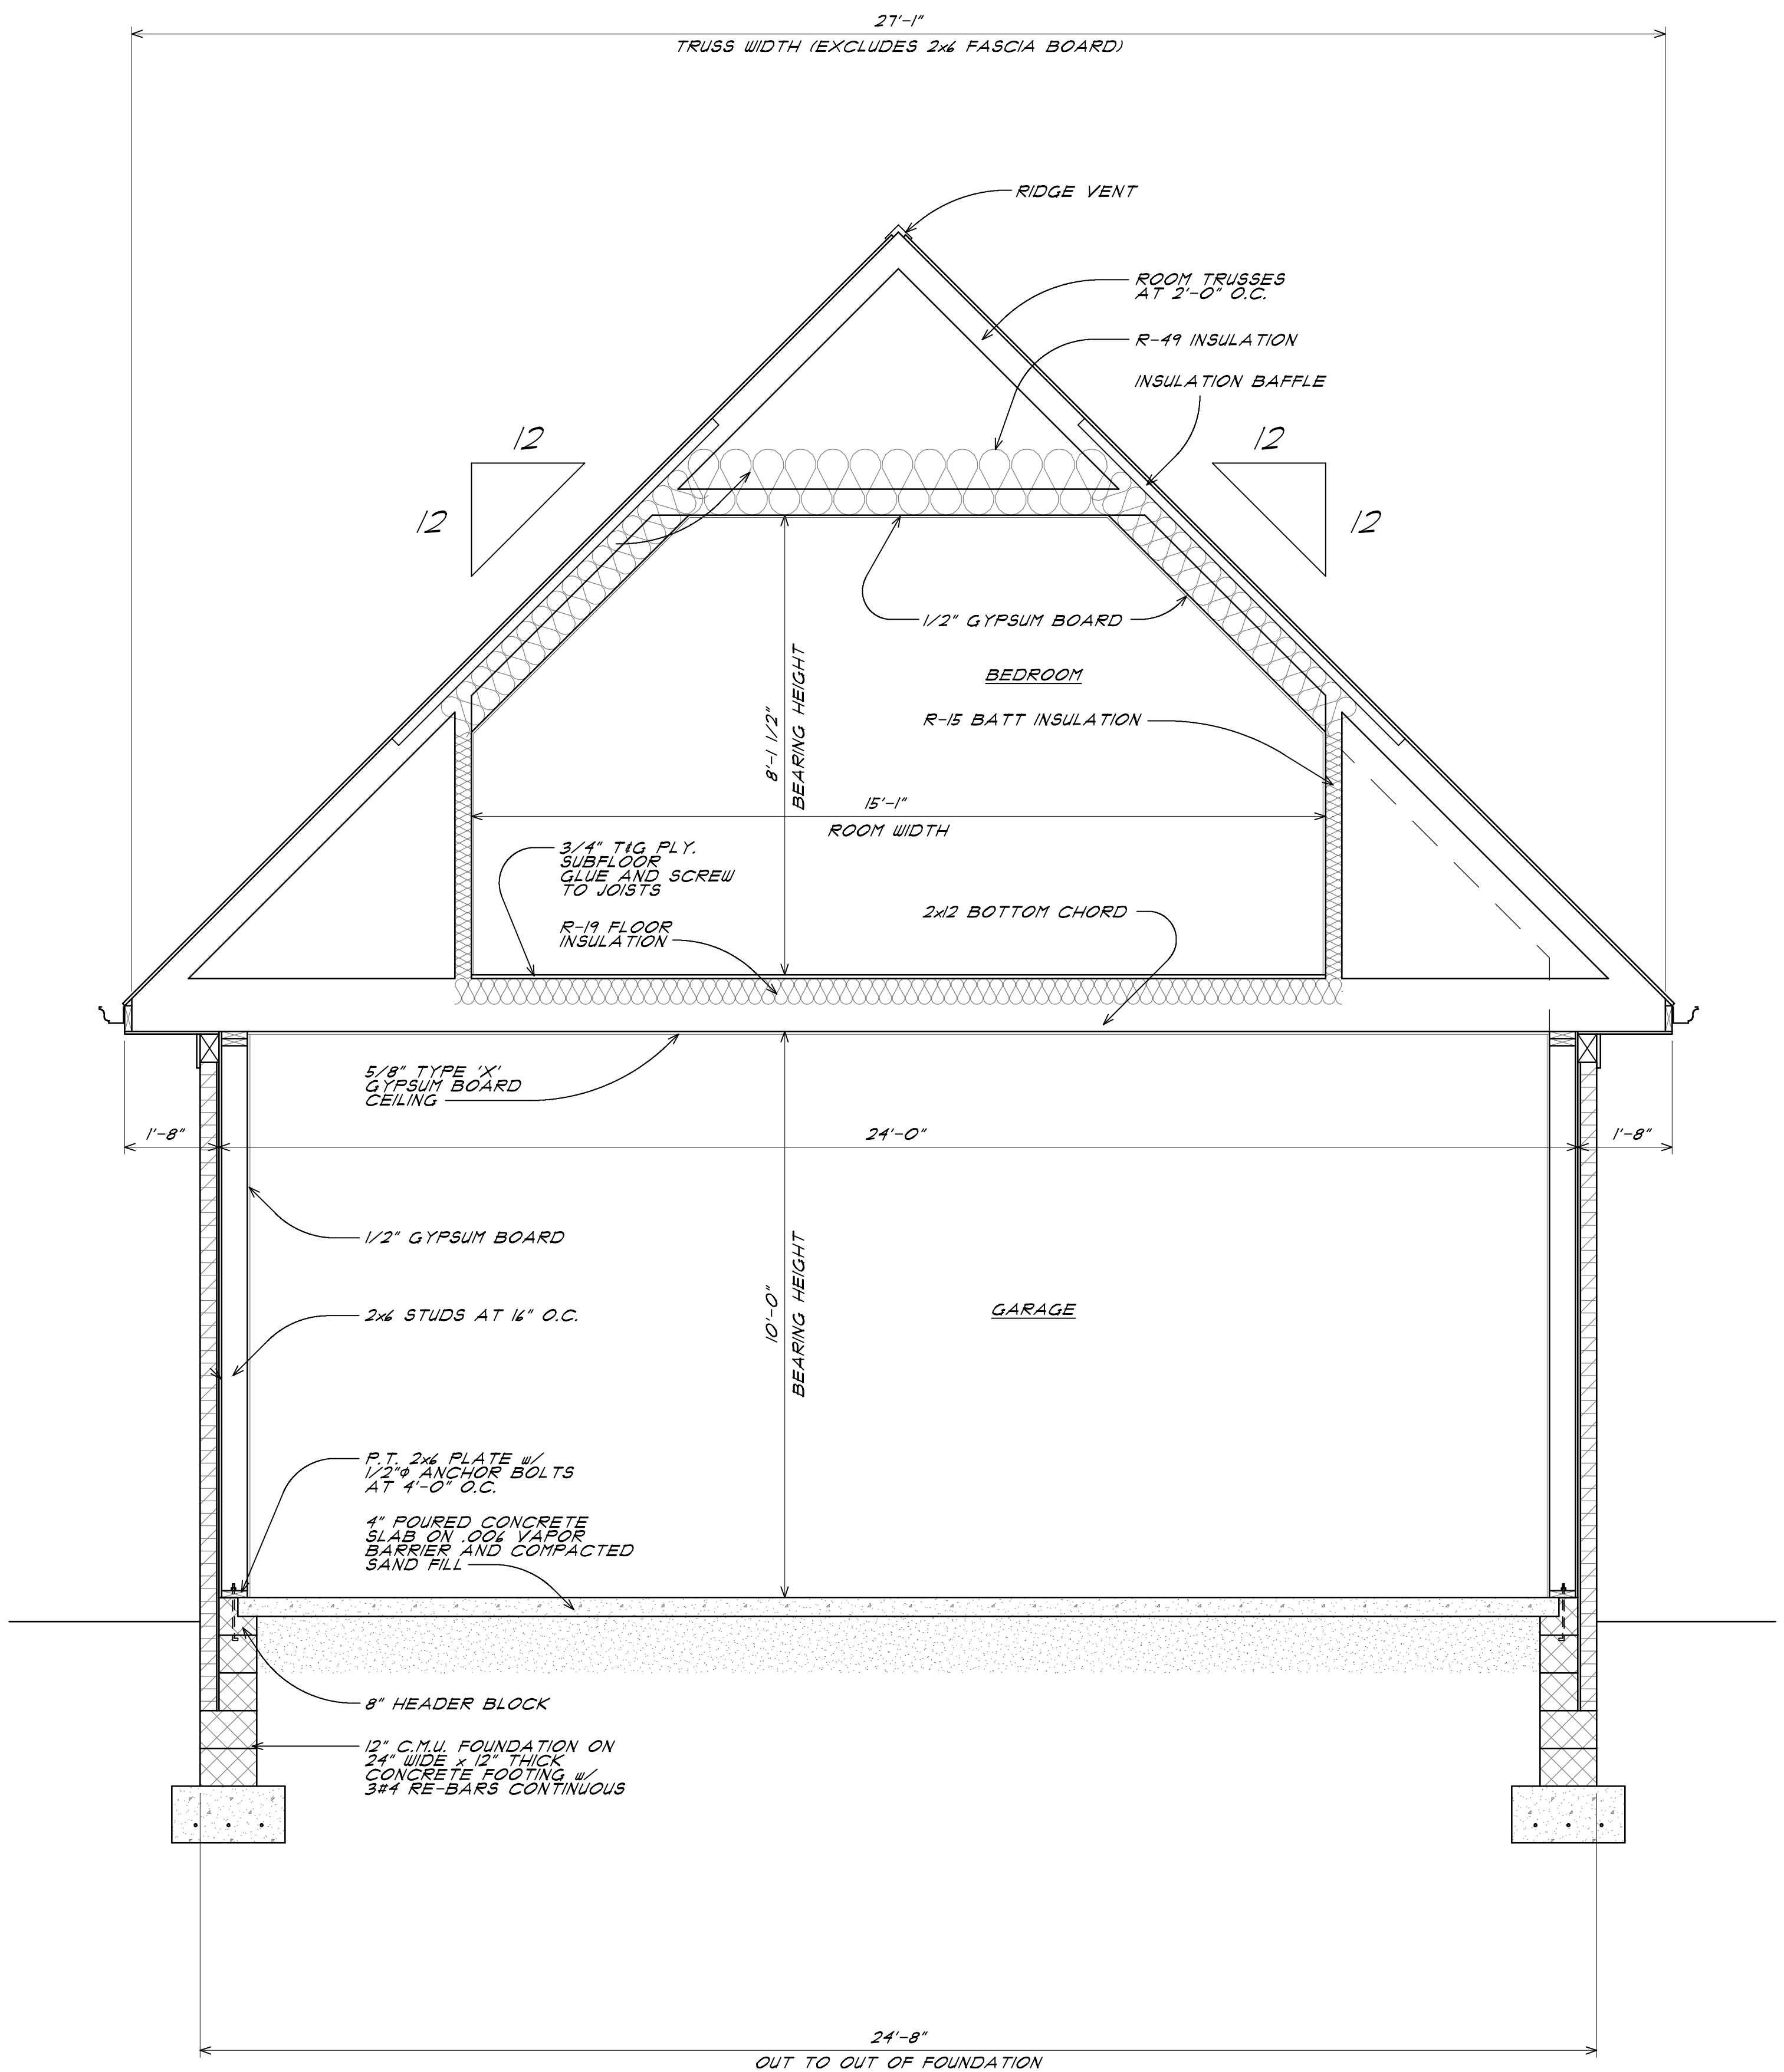 27'-1"
TRUSS WIDTH (EXCLUDES 2x6 FASCIA BOARD)
RIDGE VENT
ROOM TRUSSES
AT 2'-0" O.C.
R-49 INSULATION
INSULATION BAFFLE
12
12
12
12
1/2" GYPSUM BOARD
BEDROOM
R-15 BATT INSULATION
8'-1 1/2"
BEARING HEIGHT
15'-1"
ROOM WIDTH
3/4" T&G PLY.
SUBFLOOR
GLUE AND SCREW
TO JOISTS
R-19 FLOOR
INSULATION
2x12 BOTTOM CHORD
5/8" TYPE 'X'
GYPSUM BOARD
CEILING
1'-8"
24'-0"
1'-8"
1/2" GYPSUM BOARD
2x6 STUDS AT 16" O.C.
10'-0"
BEARING HEIGHT
GARAGE
P.T. 2x6 PLATE w/
1/2"ϕ ANCHOR BOLTS
AT 4'-0" O.C.
4" POURED CONCRETE
SLAB ON .006 VAPOR
BARRIER AND COMPACTED
SAND FILL
8" HEADER BLOCK
12" C.M.U. FOUNDATION ON
24" WIDE x 12" THICK
CONCRETE FOOTING w/
3#4 RE-BARS CONTINUOUS
24'-8"
OUT TO OUT OF FOUNDATION